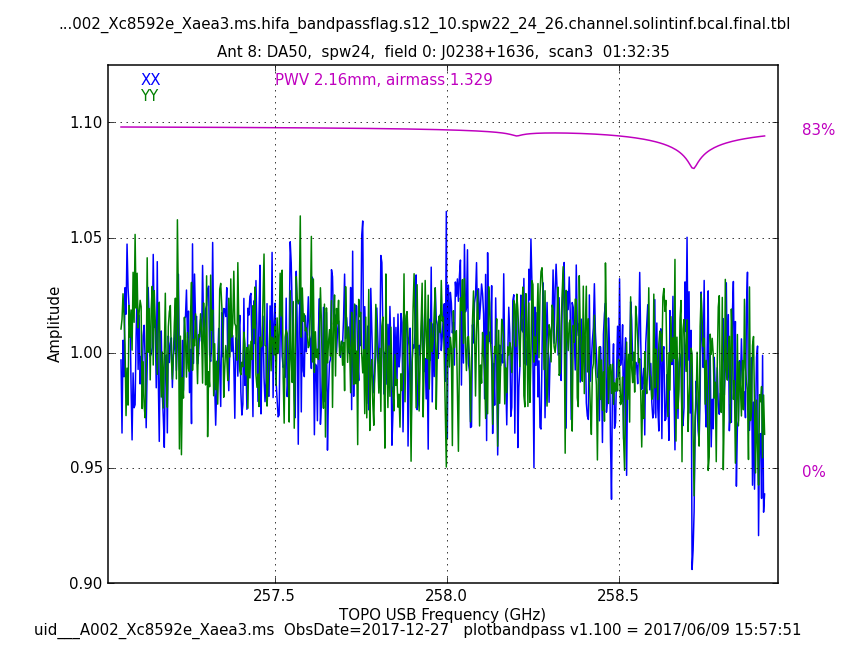 ...002_Xc8592e_Xaea3.ms.hifa_bandpassflag.s12_10.spw22_24_26.channel.solintinf.bcal.final.tbl
Ant 8: DA50,  spw24,  field 0: J0238+1636,  scan3  01:32:35
XX
PWV 2.16mm, airmass 1.329
YY
1.10
83%
1.05
Amplitude
1.00
0.95
0%
0.90
257.5
258.0
258.5
TOPO USB Frequency (GHz)
uid___A002_Xc8592e_Xaea3.ms  ObsDate=2017-12-27   plotbandpass v1.100 = 2017/06/09 15:57:51